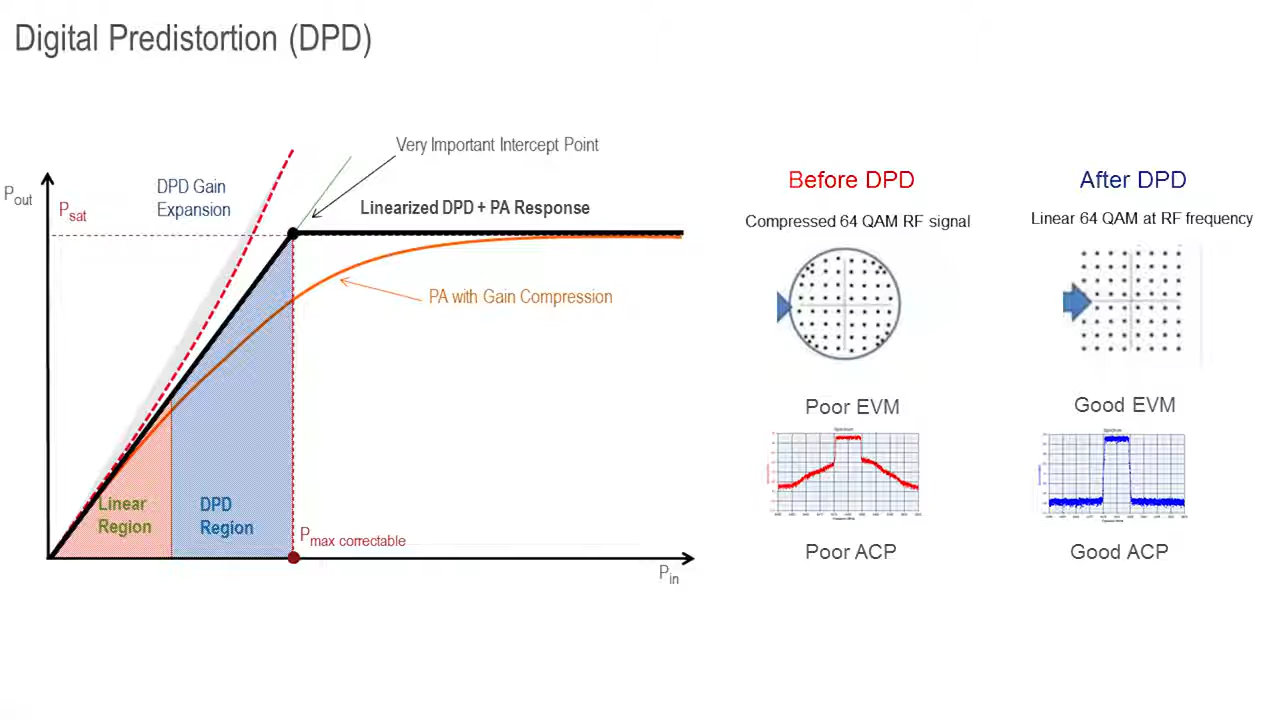 Digital Predistortion (DPD)
Very Important Intercept Point
Pout
Psat
DPD Gain
Expansion
Linearized DPD + PA Response
PA with Gain Compression
Linear
Region
DPD
Region
Pmax correctable
Pin
Before DPD
Compressed 64 QAM RF signal
Poor EVM
Spectrum
Poor ACP
After DPD
Linear 64 QAM at RF frequency
Good EVM
Spectrum
Good ACP